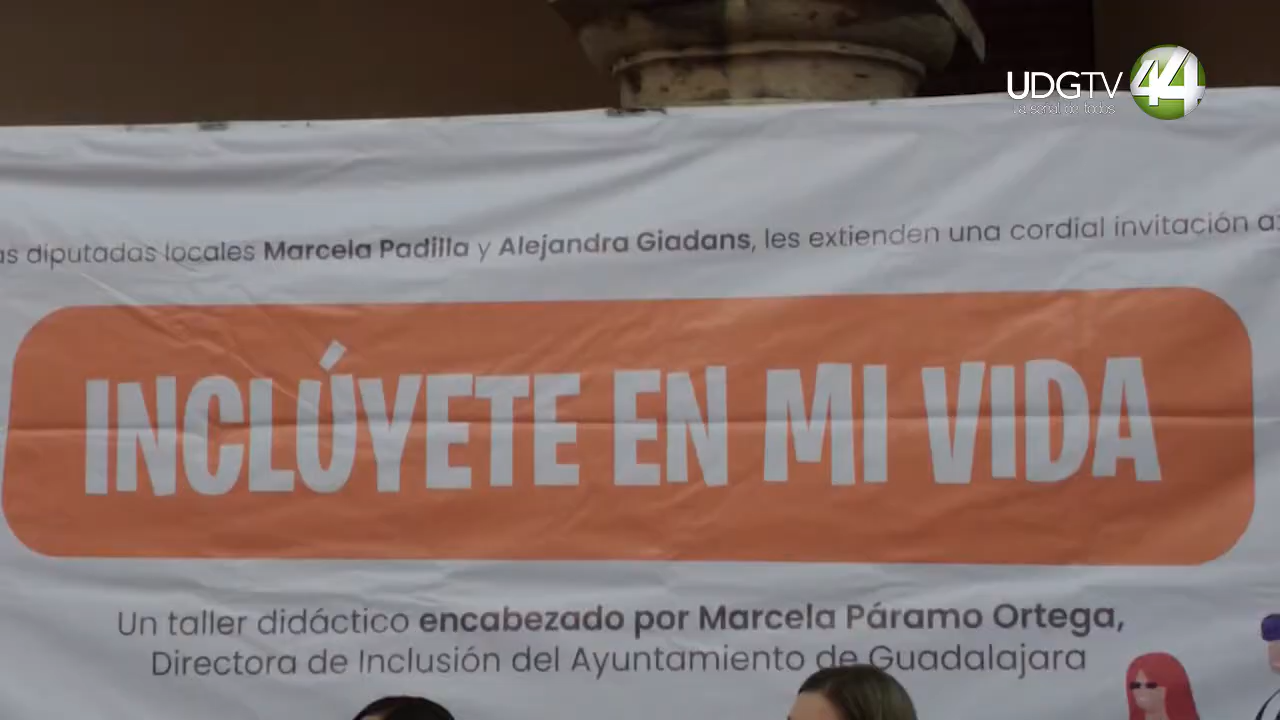 UDGTV 44
La señal de todos
diputadas locales Marcela Padilla y Alejandra Giadans, les extienden una cordial invitación a:
INCLÚYETE EN MI VIDA
Un taller didáctico encabezado por Marcela Páramo Ortega,
Directora de Inclusión del Ayuntamiento de Guadalajara